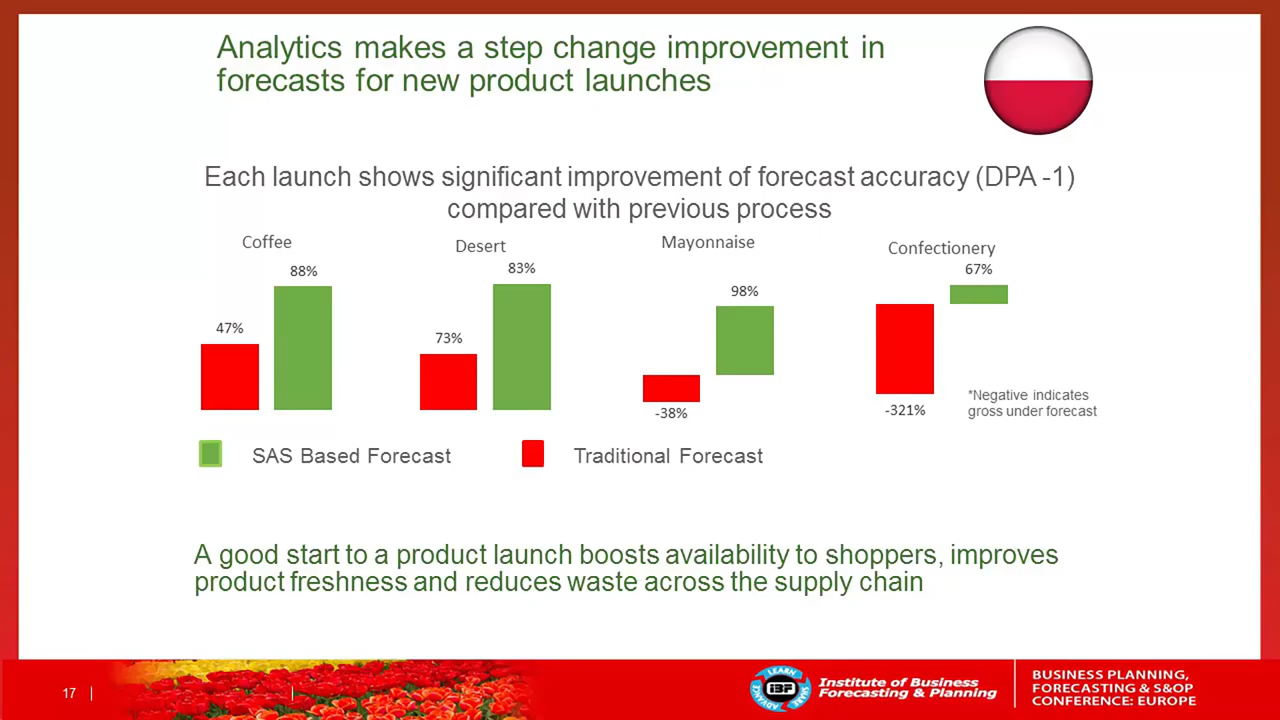 Analytics makes a step change improvement in
forecasts for new product launches
Each launch shows significant improvement of forecast accuracy (DPA -1)
compared with previous process
Coffee
47%
88%
Desert
73%
83%
Mayonnaise
-38%
98%
Confectionery
-321%
67%
*Negative indicates
gross under forecast
SAS Based Forecast
Traditional Forecast
A good start to a product launch boosts availability to shoppers, improves
product freshness and reduces waste across the supply chain
17
LEARN
SHARE
ADVANCE
IBF
Institute of Business
Forecasting & Planning
BUSINESS PLANNING,
FORECASTING & S&OP
CONFERENCE: EUROPE